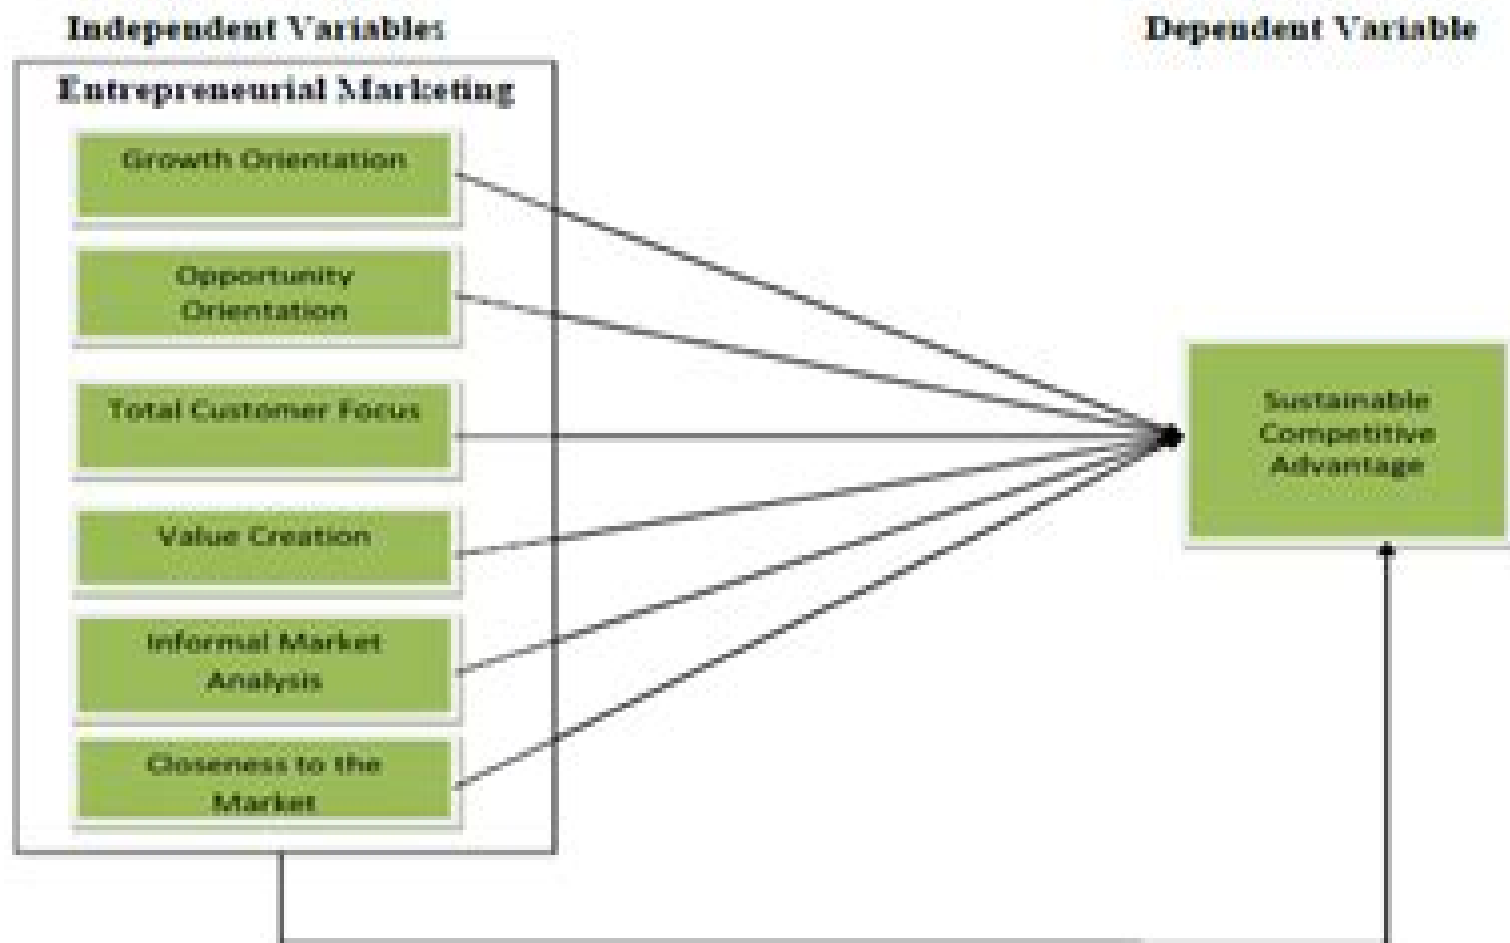 Independent Variables
Dependent Variable
Entrepreneurial Marketing
Growth Orientation
Opportunity
Orientation
Total Customer Focus
Value Creation
Informal Market
Analysis
Closeness to the
Market
Sustainable
Competitive
Advantage